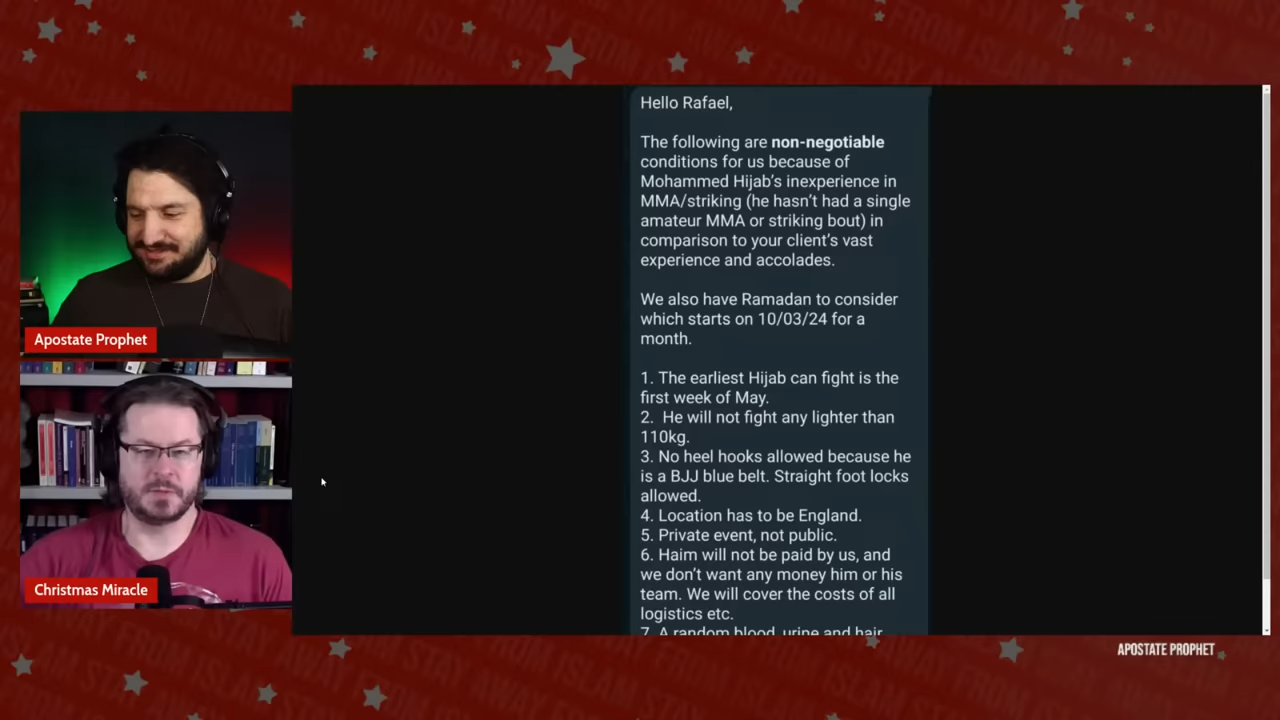 Hello Rafael,
The following are non-negotiable
conditions for us because of
Mohammed Hijab's inexperience in
MMA/striking (he hasn't had a single
amateur MMA or striking bout) in
comparison to your client's vast
experience and accolades.
We also have Ramadan to consider
which starts on 10/03/24 for a
month.
1. The earliest Hijab can fight is the
first week of May.
2. He will not fight any lighter than
110kg.
3. No heel hooks allowed because he
is a BJJ blue belt. Straight foot locks
allowed.
4. Location has to be England.
5. Private event, not public.
6. Haim will not be paid by us, and
we don't want any money him or his
team. We will cover the costs of all
logistics etc.
7. A random blood, urine and hair
Apostate Prophet
Christmas Miracle
APOSTATE PROPHET